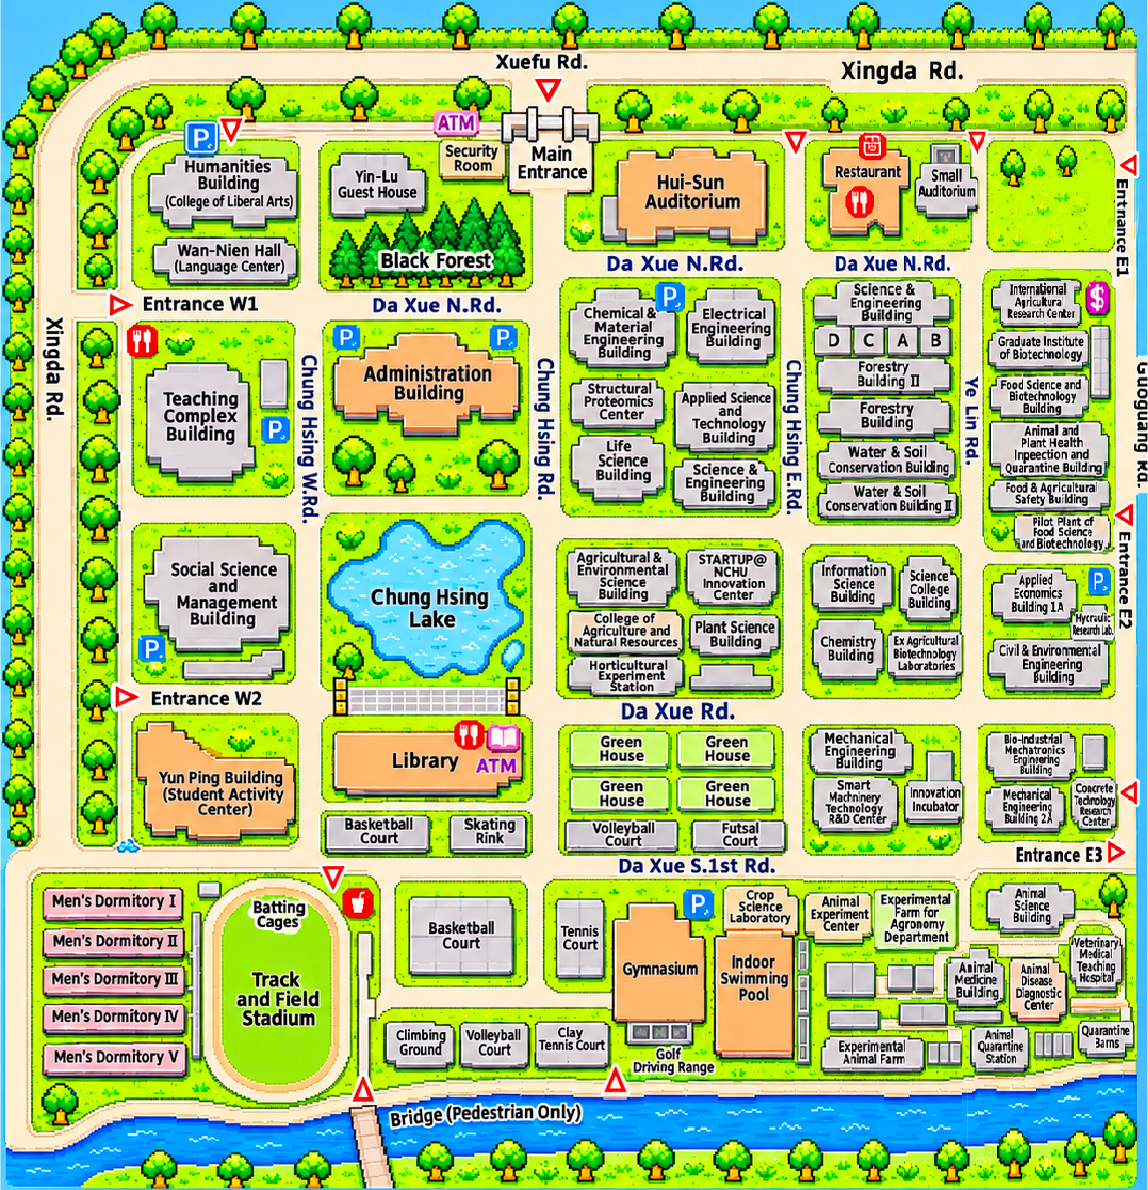 Xuefu Rd.
Xingda Rd.
P
ATM
Main
Entrance
Security
Room
Humanities
Building
(College of Liberal Arts)
Wan-Nien Hall
(Language Center)
Yin-Lu
Guest House
Black Forest
Hui-Sun
Auditorium
Restaurant
Small
Auditorium
Entnance E1
Da Xue N.Rd.
Da Xue N.Rd.
Da Xue N.Rd.
Entrance W1
Xingda Rd.
Teaching
Complex
Building
P
Chung Hsing W.Rd.
P
P
Administration
Building
Chung Hsing Rd.
Chemical &
Material
Engineering
Building
P
Electrical
Engineering
Building
Structural
Proteomics
Center
Applied Science
and
Technology
Building
Life
Science
Building
Science &
Engineering
Building
Chung Hsing E.Rd.
Science &
Engineering
Building
D C A B
Forestry
Building II
Forestry
Building
Water & Soil
Conservation Building
Water & Soil
Conservation Building II
Ye Lin Rd.
International
Agricultural
Research Center
$
Graduate Institute
of Biotechnology
Food Science and
Biotechnology
Building
Animal and
Plant Health
Inpeection and
Quarantine Building
Food & Agricultural
Safety Building
Pilot Plant of
Food Science
and Biotechnology
Guoguang Rd.
Entrance E2
Social Science
and
Management
Building
P
Chung Hsing
Lake
Agricultural &
Environmental
Science
Building
STARTUP@
NCHU
Innovation
Center
College of
Agriculture and
Natural Resources
Plant Science
Building
Horticultural
Experiment
Station
Information
Science
Building
Science
College
Building
Chemistry
Building
Ex Agricultural
Biotechnology
Laboratories
Applied
Economics
Building 1A
P
Hycraulic
Research Lab.
Civil & Environmental
Engineering
Building
Entrance W2
Da Xue Rd.
Yun Ping Building
(Student Activity
Center)
Library
ATM
Basketball
Court
Skating
Rink
Green
House
Green
House
Green
House
Green
House
Volleyball
Court
Futsal
Court
Mechanical
Engineering
Building
Smart
Machninery
Technology
R&D Center
Innovation
Incubator
Bio-Industrial
Mechatronics
Engineering
Building
Mechanical
Engineering
Building 2A
Concrete
Technology
Research
Center
Entrance E3
Da Xue S.1st Rd.
Men's Dormitory I
Men's Dormitory II
Men's Dormitory III
Men's Dormitory IV
Men's Dormitory V
Batting
Cages
Track
and Field
Stadium
Basketball
Court
Climbing
Ground
Volleyball
Court
Clay
Tennis Court
Tennis
Court
P
Gymnasium
Golf
Driving Range
Crop
Science
Laboratory
Indoor
Swimming
Pool
Animal
Experiment
Center
Experimental
Farm for
Agronomy
Department
Animal
Science
Building
Animal
Medicine
Building
Animal
Disease
Diagnostic
Center
Veterinary
Medical
Teaching
Hospital
Experimental
Animal Farm
Animal
Quarantine
Station
Quarantine
Bams
Bridge (Pedestrian Only)